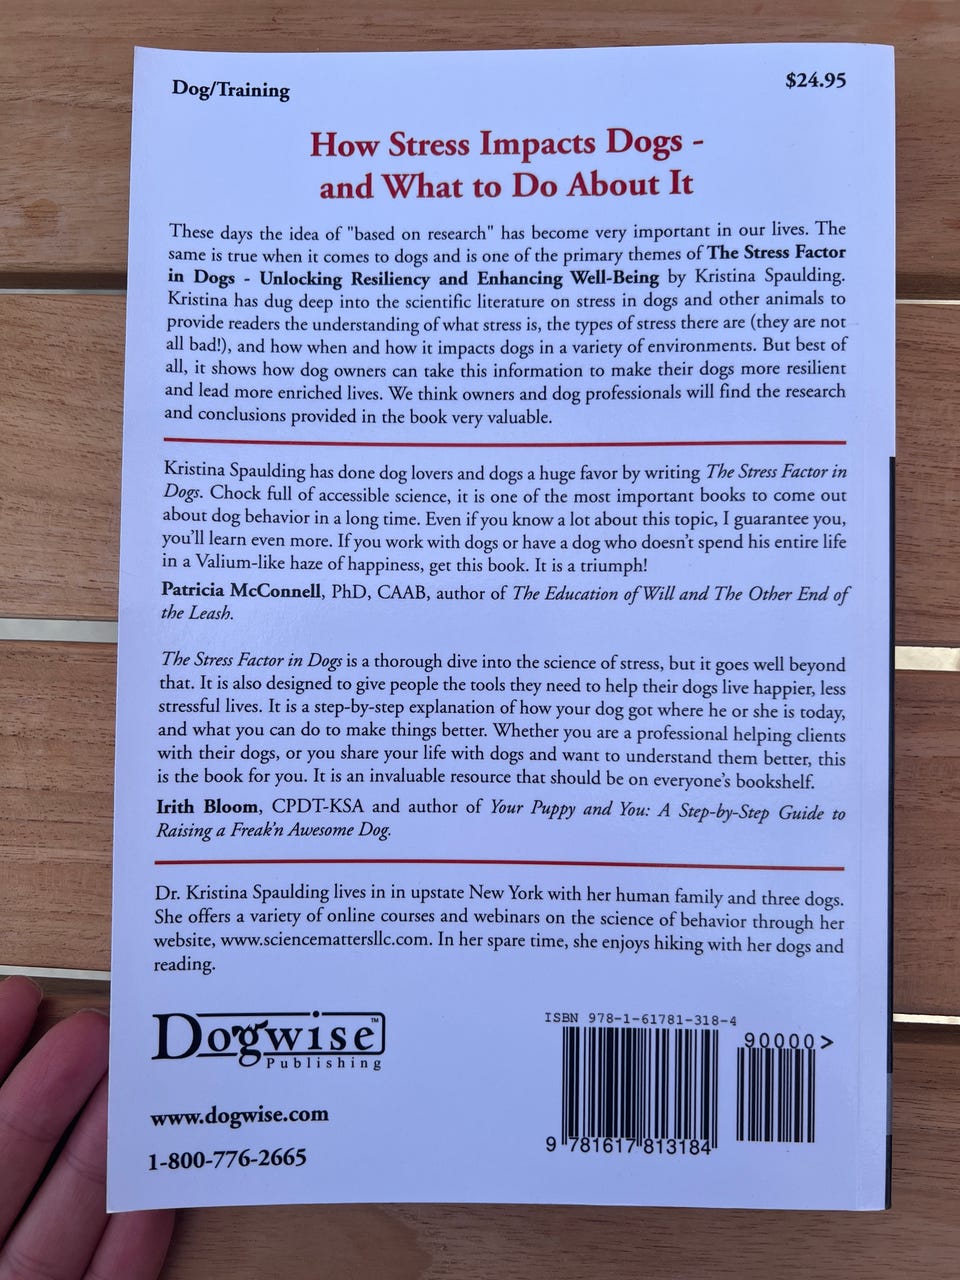 Dog/Training
$24.95
How Stress Impacts Dogs -
and What to Do About It
These days the idea of "based on research" has become very important in our lives. The
same is true when it comes to dogs and is one of the primary themes of The Stress Factor
in Dogs - Unlocking Resiliency and Enhancing Well-Being by Kristina Spaulding.
Kristina has dug deep into the scientific literature on stress in dogs and other animals to
provide readers the understanding of what stress is, the types of stress there are (they are not
all bad!), and how when and how it impacts dogs in a variety of environments. But best of
all, it shows how dog owners can take this information to make their dogs more resilient
and lead more enriched lives. We think owners and dog professionals will find the research
and conclusions provided in the book very valuable.
Kristina Spaulding has done dog lovers and dogs a huge favor by writing The Stress Factor in
Dogs. Chock full of accessible science, it is one of the most important books to come out
about dog behavior in a long time. Even if you know a lot about this topic, I guarantee you,
you'll learn even more. If you work with dogs or have a dog who doesn't spend his entire life
in a Valium-like haze of happiness, get this book. It is a triumph!
Patricia McConnell, PhD, CAAB, author of The Education of Will and The Other End of
the Leash.
The Stress Factor in Dogs is a thorough dive into the science of stress, but it goes well beyond
that. It is also designed to give people the tools they need to help their dogs live happier, less
stressful lives. It is a step-by-step explanation of how your dog got where he or she is today,
and what you can do to make things better. Whether you are a professional helping clients
with their dogs, or you share your life with dogs and want to understand them better, this
is the book for you. It is an invaluable resource that should be on everyone's bookshelf.
Irith Bloom, CPDT-KSA and author of Your Puppy and You: A Step-by-Step Guide to
Raising a Freak'n Awesome Dog.
Dr. Kristina Spaulding lives in in upstate New York with her human family and three dogs.
She offers a variety of online courses and webinars on the science of behavior through her
website, www.sciencemattersllc.com. In her spare time, she enjoys hiking with her dogs and
reading.
Dogwise™
Publishing
www.dogwise.com
1-800-776-2665
ISBN 978-1-61781-318-4
90000>
9 781617 813184